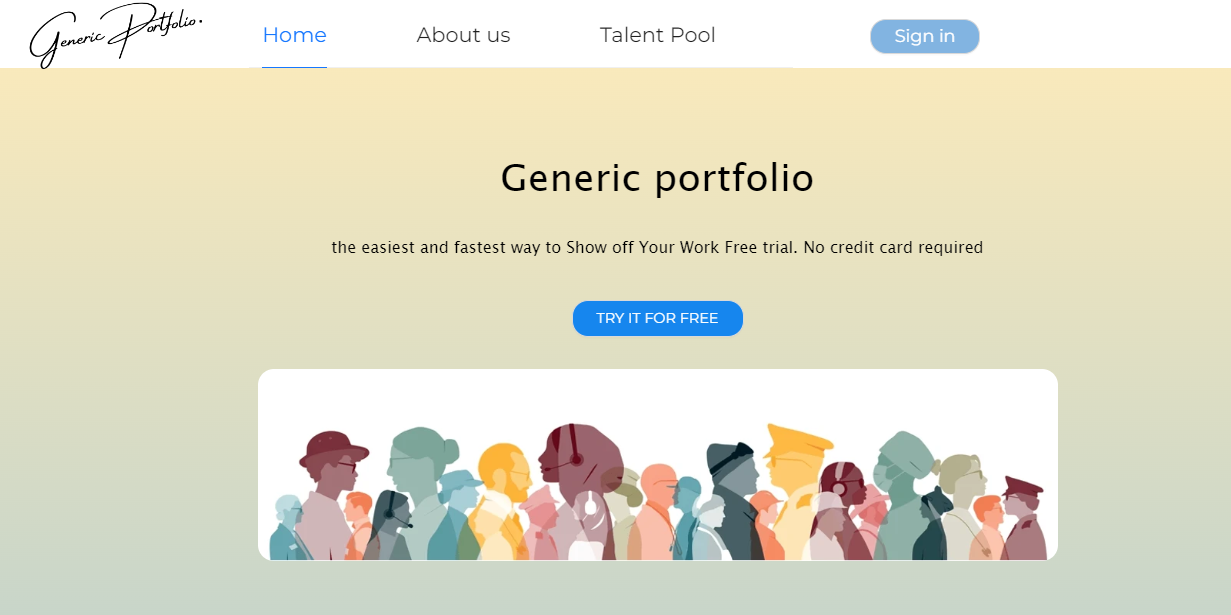 Generic Portfolio.
Home
About us
Talent Pool
Sign in
Generic portfolio
the easiest and fastest way to Show off Your Work Free trial. No credit card required
TRY IT FOR FREE